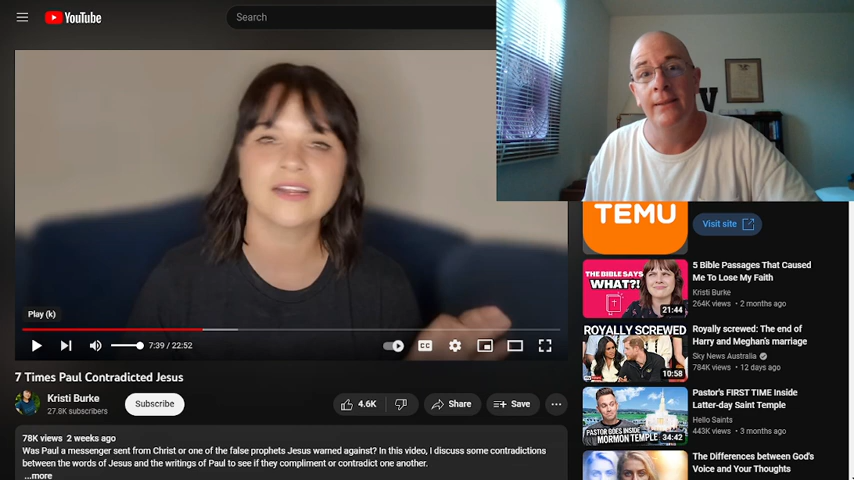 YouTube
Search
TEMU
Visit site
THE BIBLE SAYS
WHAT?!
21:44
5 Bible Passages That Caused
Me To Lose My Faith
Kristi Burke
264K views • 2 months ago
ROYALLY SCREWED
10:58
Royally screwed: The end of
Harry and Meghan's marriage
Sky News Australia
784K views • 12 days ago
PASTOR GOES INSIDE
MORMON TEMPLE
34:42
Pastor's FIRST TIME Inside
Latter-day Saint Temple
Hello Saints
443K views • 3 months ago
The Differences between God's
Voice and Your Thoughts
Play (k)
7:39 / 22:52
CC
7 Times Paul Contradicted Jesus
Kristi Burke
27.8K subscribers
Subscribe
4.6K
Share
Save
78K views 2 weeks ago
Was Paul a messenger sent from Christ or one of the false prophets Jesus warned against? In this video, I discuss some contradictions
between the words of Jesus and the writings of Paul to see if they compliment or contradict one another.
...more